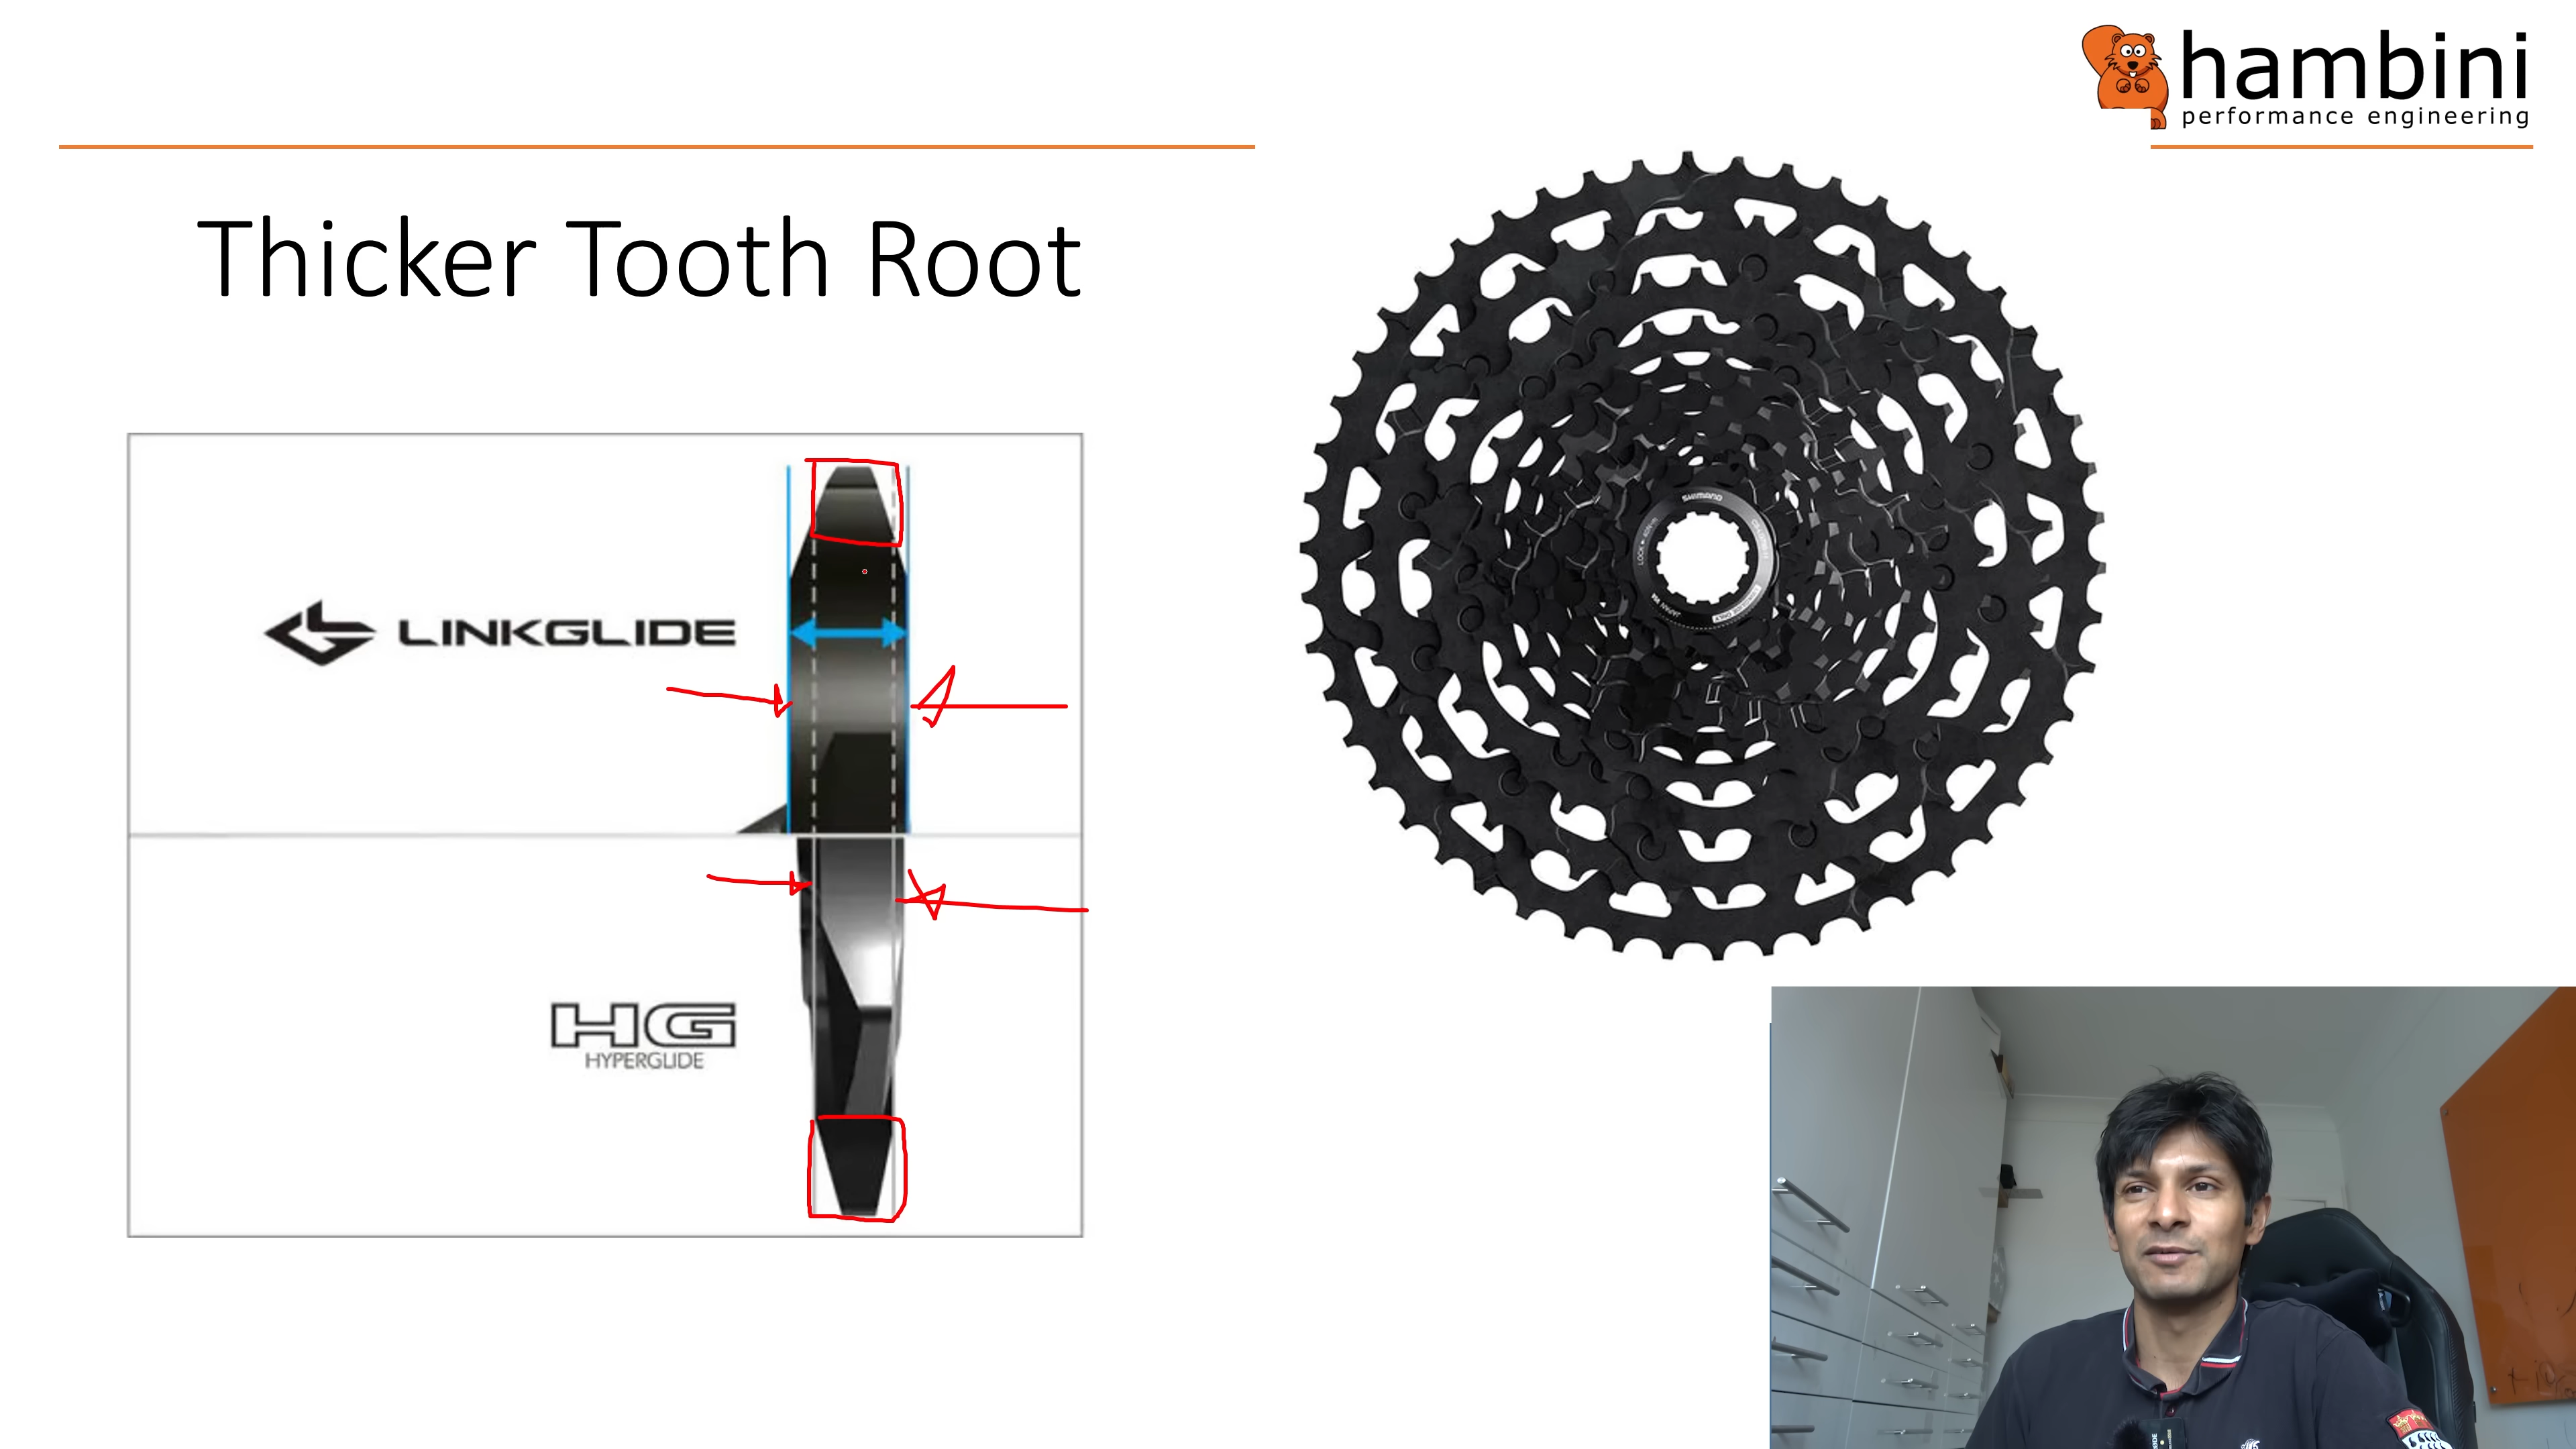 hambini
performance engineering
Thicker Tooth Root
LINKGLIDE
SHIMANO
HG
HYPERGLIDE